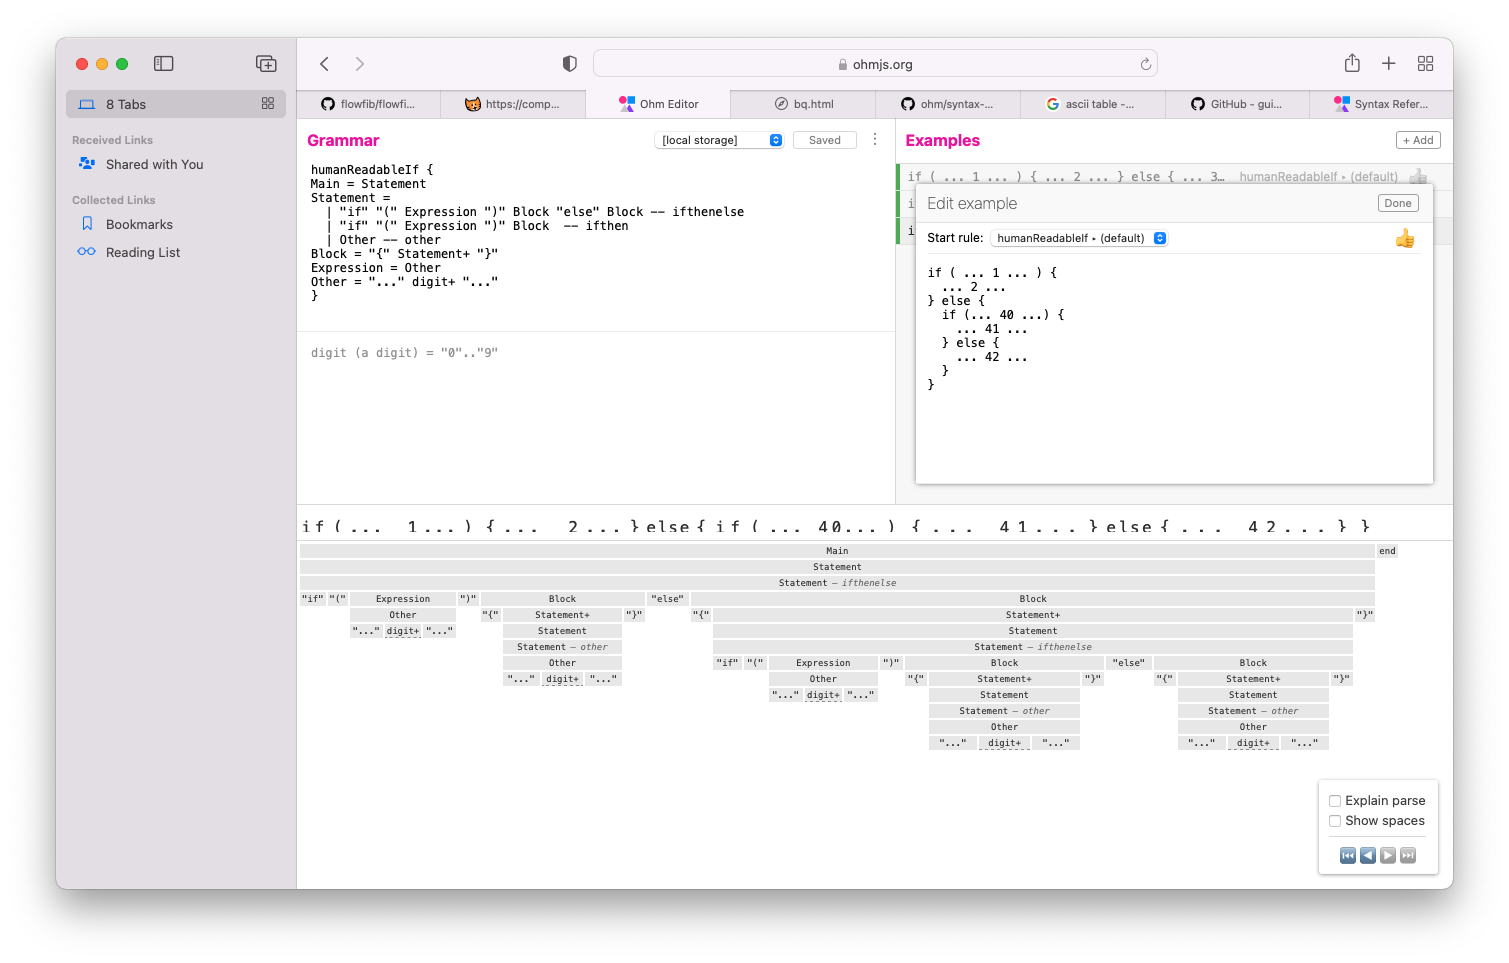 ohmjs.org
8 Tabs
Received Links
Shared with You
Collected Links
Bookmarks
Reading List
flowfib/flowfi...
https://comp...
Ohm Editor
bq.html
ohm/syntax-...
ascii table -...
GitHub - gui...
Syntax Refer...
Grammar
[local storage]
Saved
humanReadableIf {
Main = Statement
Statement =
| "if" "(" Expression ")" Block "else" Block -- ifthenelse
| "if" "(" Expression ")" Block  -- ifthen
| Other -- other
Block = "{" Statement+ "}"
Expression = Other
Other = "..." digit+ "..."
}
digit (a digit) = "0".."9"
Examples
+ Add
if ( ... 1 ... ) { ... 2 ... } else { ... 3... humanReadableIf ‣ (default)
i
i
Edit example
Done
Start rule: humanReadableIf ‣ (default)
if ( ... 1 ... ) {
  ... 2 ...
} else {
  if (... 40 ...) {
    ... 41 ...
  } else {
    ... 42 ...
  }
}
if ( ... 1 ... ) { ... 2 ... } else { if ( ... 40 ... ) { ... 41 ... } else { ... 42 ... } }
Main end
Statement
Statement – ifthenelse
"if" "(" Expression ")" Block "else" Block
Other "{" Statement+ "}" "{" Statement+ "}"
"..." digit+ "..." Statement Statement
Statement – other Statement – ifthenelse
Other "if" "(" Expression ")" Block "else" Block
"..." digit+ "..." Other "{" Statement+ "}" "{" Statement+ "}"
"..." digit+ "..." Statement Statement
Statement – other Statement – other
Other Other
"..." digit+ "..." "..." digit+ "..."
Explain parse
Show spaces